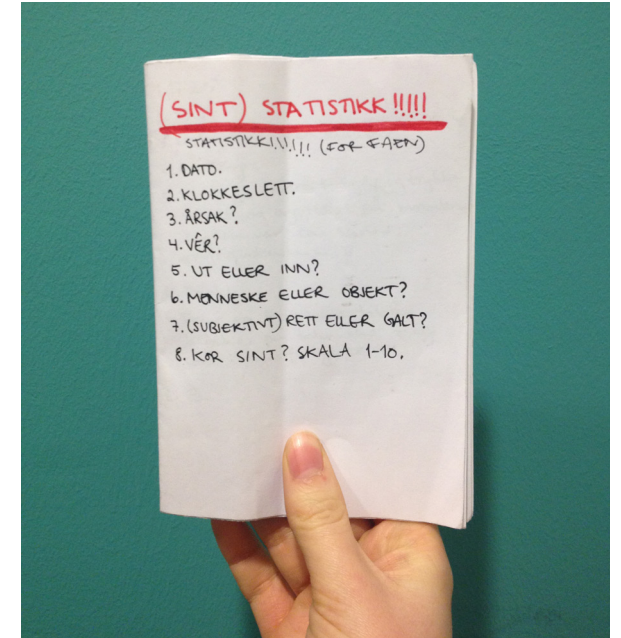 (SINT) STATISTIKK!!!!!
STATISTIKK!!!!!! (FOR FAEN)
1. DATO.
2. KLOKKESLETT.
3. ÅRSAK?
4. VÊR?
5. UT ELLER INN?
6. MENNESKE ELLER OBJEKT?
7. (SUBJEKTIVT) RETT ELLER GALT?
8. KOR SINT? SKALA 1-10.